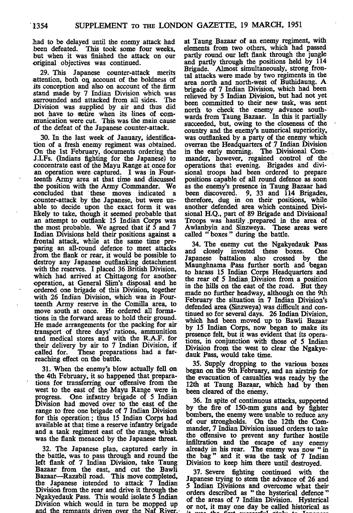 1354 SUPPLEMENT TO THE LONDON GAZETTE, 19 MARCH, 1951
had to be delayed until the enemy attack had
been defeated. This took some four weeks,
but when it was finished the attack on our
original objectives was continued.
29. This Japanese counter-attack merits
attention, both on account of the boldness of
its conception and also on account of the firm
stand made by 7 Indian Division which was
surrounded and attacked from all sides. The
Division was supplied by air and thus did
not have to retire when its lines of com-
munication were cut. This was the main cause
of the defeat of the Japanese counter-attack.
30. In the last week of January, identifica-
tion of a fresh enemy regiment was obtained.
On the 1st February, documents ordering the
J.I.Fs. (Indians fighting for the Japanese) to
concentrate east of the Mayu Range at once for
an operation were captured. I was in Four-
teenth Army area at that time and discussed
the position with the Army Commander. We
concluded that these moves indicated a
counter-attack by the Japanese, but were un-
able to decide upon the exact form it was
likely to take, though it seemed probable that
an attempt to outflank 15 Indian Corps was
the most probable. We agreed that if 5 and 7
Indian Divisions held their positions against a
frontal attack, while at the same time pre-
paring an all-round defence to meet attacks
from the flank or rear, it would be possible to
destroy any Japanese outflanking detachment
with the reserves. I placed 36 British Division,
which had arrived at Chittagong for another
operation, at General Slim's disposal and he
ordered one brigade of this Division, together
with 26 Indian Division, which was in Four-
teenth Army reserve in the Comilla area, to
move south at once. He ordered all forma-
tions in the forward areas to hold their ground.
He made arrangements for the packing for air
transport of three days' rations, ammunition
and medical stores and with the R.A.F. for
their delivery by air to 7 Indian Division, if
called for. These preparations had a far-
reaching effect on the battle.
31. When the enemy's blow actually fell on
the 4th February, it so happened that prepara-
tions for transferring our offensive from the
west to the east of the Mayu Range were in
progress. One infantry brigade of 5 Indian
Division had moved over to the east of the
range to free one brigade of 7 Indian Division
for this operation; thus 15 Indian Corps had
available at that time a reserve infantry brigade
and a tank regiment east of the range, which
was the flank menaced by the Japanese threat.
32. The Japanese plan, captured early in
the battle, was to pass through and round the
left flank of 7 Indian Division, take Taung
Bazaar from the east, and cut the Bawli
Bazaar—Razabil road. This move completed,
the Japanese intended to attack 7 Indian
Division from the rear and drive it through the
Ngakyedauk Pass. This would isolate 5 Indian
Division which would in turn be mopped up
and the remnants driven over the Naf River.
at Taung Bazaar of an enemy regiment, with
elements from two others, which had passed
partly round our left flank through the jungle
and partly through the positions held by 114
Brigade. Almost simultaneously, strong fron-
tal attacks were made by two regiments in the
area north and north-west of Buthidaung. A
brigade of 7 Indian Division, which had been
relieved by 5 Indian Division, but had not yet
been committed to their new task, was sent
north to check the enemy advance south-
wards from Taung Bazaar. In this it partially
succeeded, but, owing to the closeness of the
country and the enemy's numerical superiority,
was outflanked by a party of the enemy which
overran the Headquarters of 7 Indian Division
in the early morning. The Divisional Com-
mander, however, regained control of the
operations that evening. Brigades and divi-
sional troops had been ordered to prepare
positions capable of all round defence as soon
as the enemy's presence in Taung Bazaar had
been discovered. 9, 33 and 114 Brigades,
therefore, dug in on their positions, while
another defended area which contained Divi-
sional H.Q., part of 89 Brigade and Divisional
Troops was hastily prepared in the area of
Awlanbyin and Sinzweya. These areas were
called "boxes" during the battle.
34. The enemy cut the Ngakyedauk Pass
and closely invested these boxes. One
Japanese battalion also crossed by the
Maunghnama Pass further north and began
to harass 15 Indian Corps Headquarters and
the rear of 5 Indian Division from a position
in the hills on the east of the road. But they
made no further headway, although on the 9th
February the situation in 7 Indian Division's
defended area (Sinzweya) was difficult and con-
tinued so for several days. 26 Indian Division,
which had been moved up to Bawli Bazaar
by 15 Indian Corps, now began to make its
presence felt, but it was evident that its opera-
tions, in conjunction with those of 5 Indian
Division from the west to clear the Ngakye-
dauk Pass, would take time.
35. Supply dropping to the various boxes
began on the 9th February, and an airstrip for
the evacuation of casualties was ready by the
12th at Taung Bazaar, which had by then
been cleared of the enemy.
36. In spite of continuous attacks, supported
by the fire of 150-mm guns and by fighter
bombers, the enemy were unable to reduce any
of our strongholds. On the 12th the Com-
mander, 7 Indian Division issued orders to take
the offensive to prevent any further hostile
infiltration and the escape of any enemy
already in his rear. The enemy was now "in
the bag" and it was the task of 7 Indian
Division to keep him there until destroyed.
37. Severe fighting continued with the
Japanese trying to stem the advance of 26 and
5 Indian Divisions and overcome what their
orders described as "the hysterical defence"
of the areas of 7 Indian Division. Hysterical
or not, it may one day be called historical as